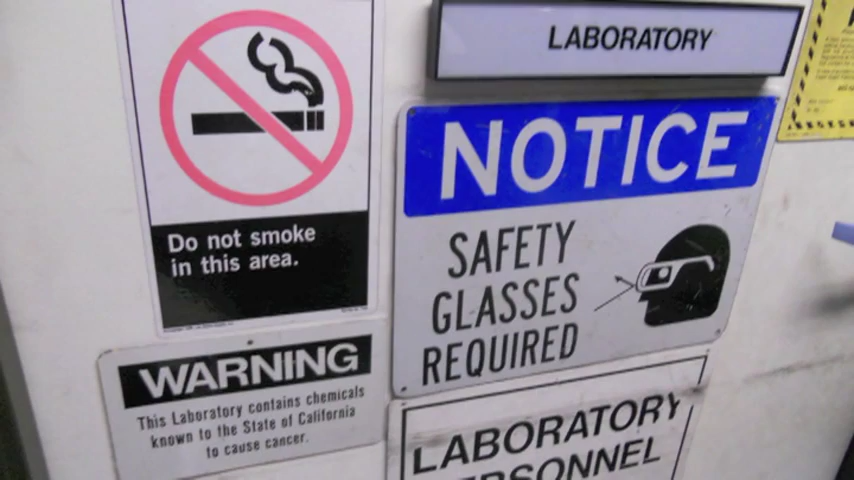 LABORATORY
NOTICE
SAFETY
GLASSES
REQUIRED
Do not smoke
in this area.
WARNING
This Laboratory contains chemicals
known to the State of California
to cause cancer.
LABORATORY